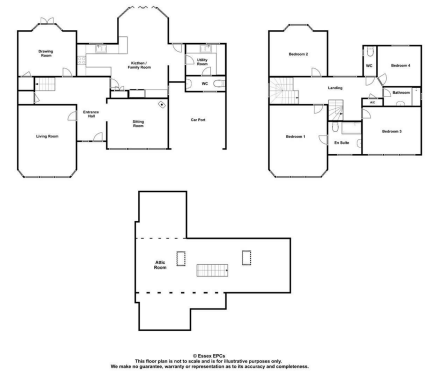 Drawing
Room
Kitchen /
Family Room
Utility
Room
WC
Entrance
Hall
Living Room
Sitting
Room
Car Port
Bedroom 2
WC
Bedroom 4
Landing
Bathroom
A/C
Bedroom 1
En Suite
Bedroom 3
Attic
Room
© Essex EPCs
This floor plan is not to scale and is for illustrative purposes only.
We make no guarantee, warranty or representation as to its accuracy and completeness.